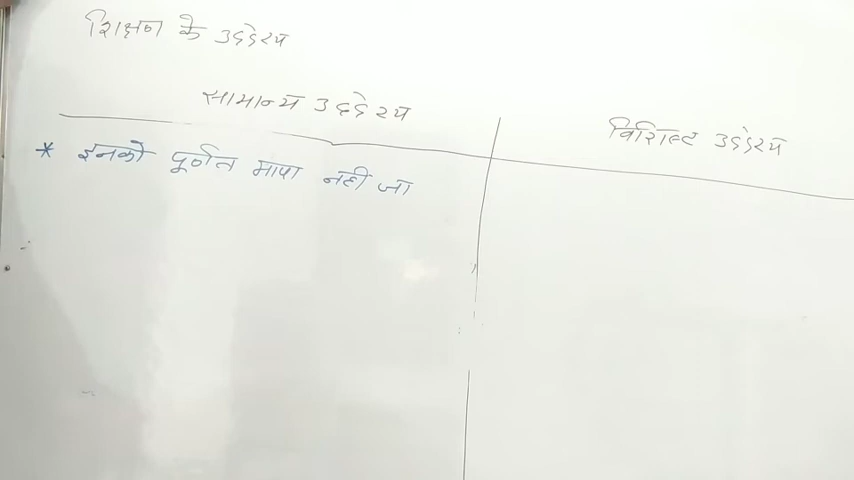 शिक्षण के उद्देश्य
सामान्य उद्देश्य
विशिष्ट उद्देश्य
* इनको पूर्णत मापा नही जा